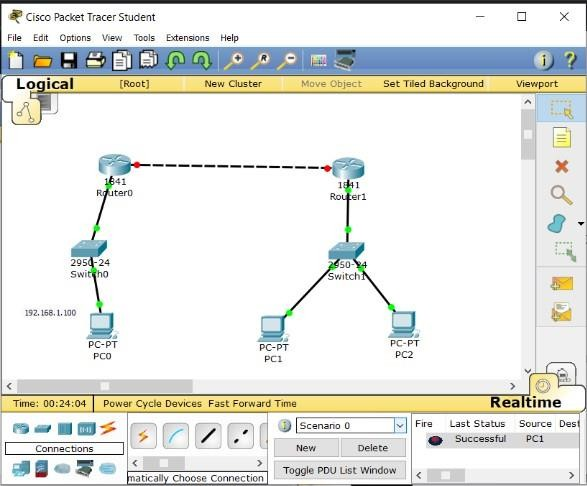 Cisco Packet Tracer Student
File Edit Options View Tools Extensions Help
Logical [Root] New Cluster Move Object Set Tiled Background Viewport
1841
Router0
1841
Router1
2950-24
Switch0
2950-24
Switch1
192.168.1.100
PC-PT
PC0
PC-PT
PC1
PC-PT
PC2
Time: 00:24:04 Power Cycle Devices Fast Forward Time Realtime
Scenario 0
Fire Last Status Source Dest
Successful PC1
New Delete
Connections
Toggle PDU List Window
matically Choose Connection